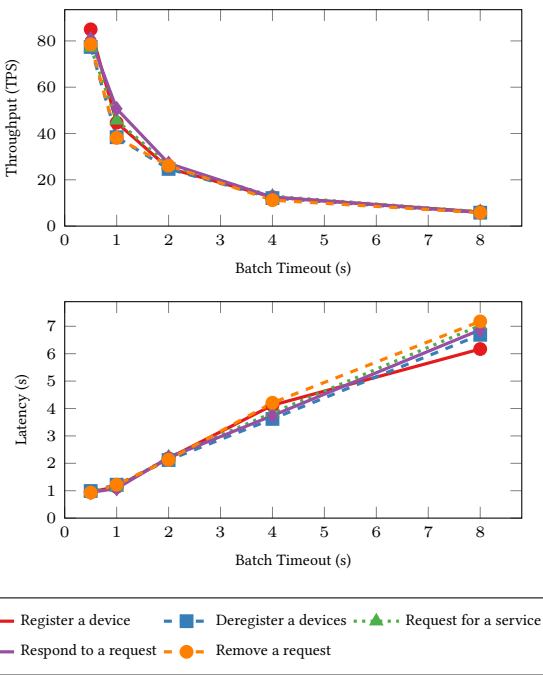 80
60
40
20
0
Throughput (TPS)
0 1 2 3 4 5 6 7 8
Batch Timeout (s)
7
6
5
4
3
2
1
0
Latency (s)
0 1 2 3 4 5 6 7 8
Batch Timeout (s)
Register a device Deregister a devices Request for a service
Respond to a request Remove a request